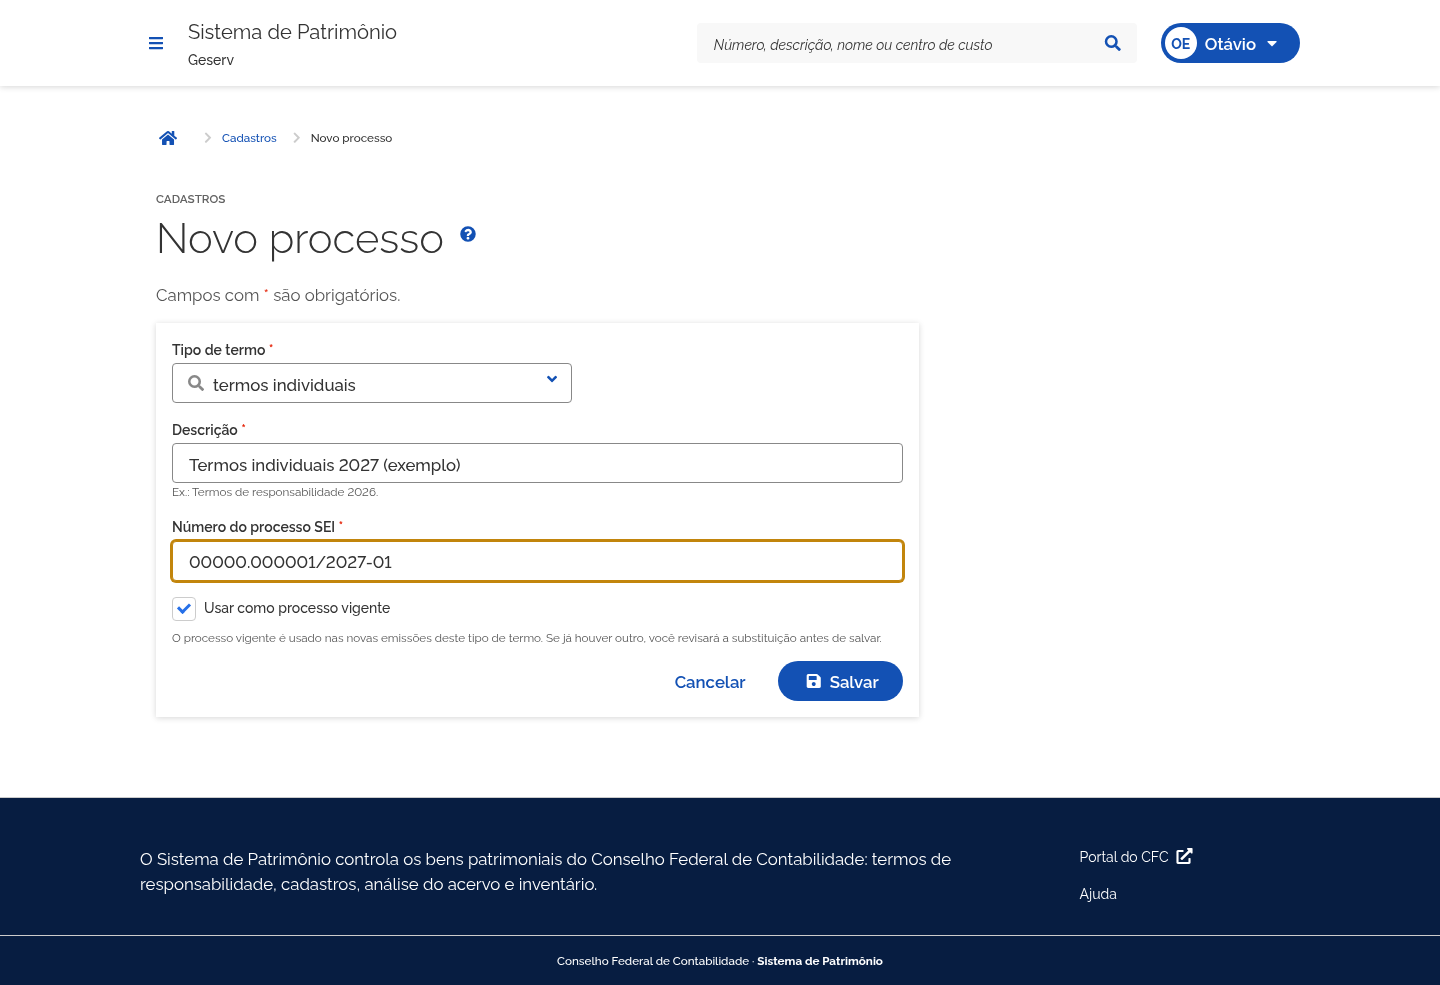 Sistema de Patrimônio
Geserv
Número, descrição, nome ou centro de custo
OE Otávio
Cadastros
Novo processo
CADASTROS
Novo processo
Campos com * são obrigatórios.
Tipo de termo *
termos individuais
Descrição *
Termos individuais 2027 (exemplo)
Ex.: Termos de responsabilidade 2026.
Número do processo SEI *
00000.000001/2027-01
Usar como processo vigente
O processo vigente é usado nas novas emissões deste tipo de termo. Se já houver outro, você revisará a substituição antes de salvar.
Cancelar
Salvar
O Sistema de Patrimônio controla os bens patrimoniais do Conselho Federal de Contabilidade: termos de
responsabilidade, cadastros, análise do acervo e inventário.
Portal do CFC
Ajuda
Conselho Federal de Contabilidade · Sistema de Patrimônio